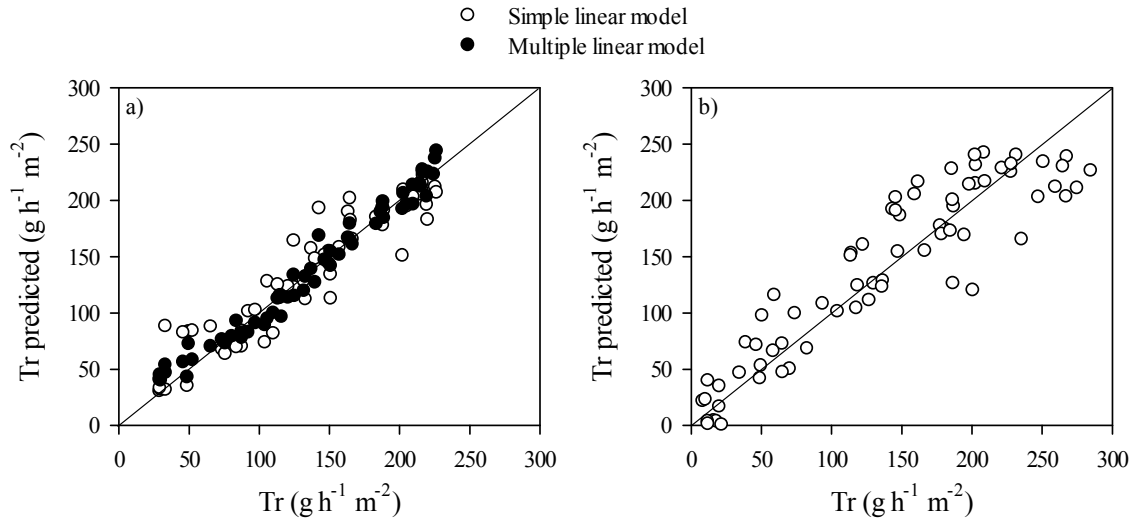 Simple linear model
Multiple linear model
a)
300
250
200
150
100
50
0
Tr predicted (g h⁻¹ m⁻²)
0 50 100 150 200 250 300
Tr (g h⁻¹ m⁻²)
b)
300
250
200
150
100
50
0
Tr predicted (g h⁻¹ m⁻²)
0 50 100 150 200 250 300
Tr (g h⁻¹ m⁻²)